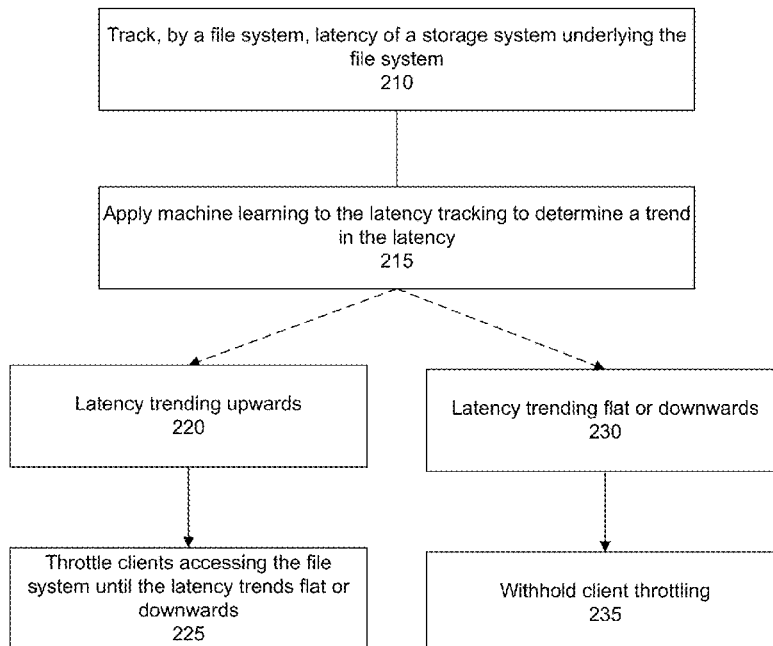 Track, by a file system, latency of a storage system underlying the
file system
210
Apply machine learning to the latency tracking to determine a trend
in the latency
215
Latency trending upwards
220
Latency trending flat or downwards
230
Throttle clients accessing the file
system until the latency trends flat or
downwards
225
Withhold client throttling
235